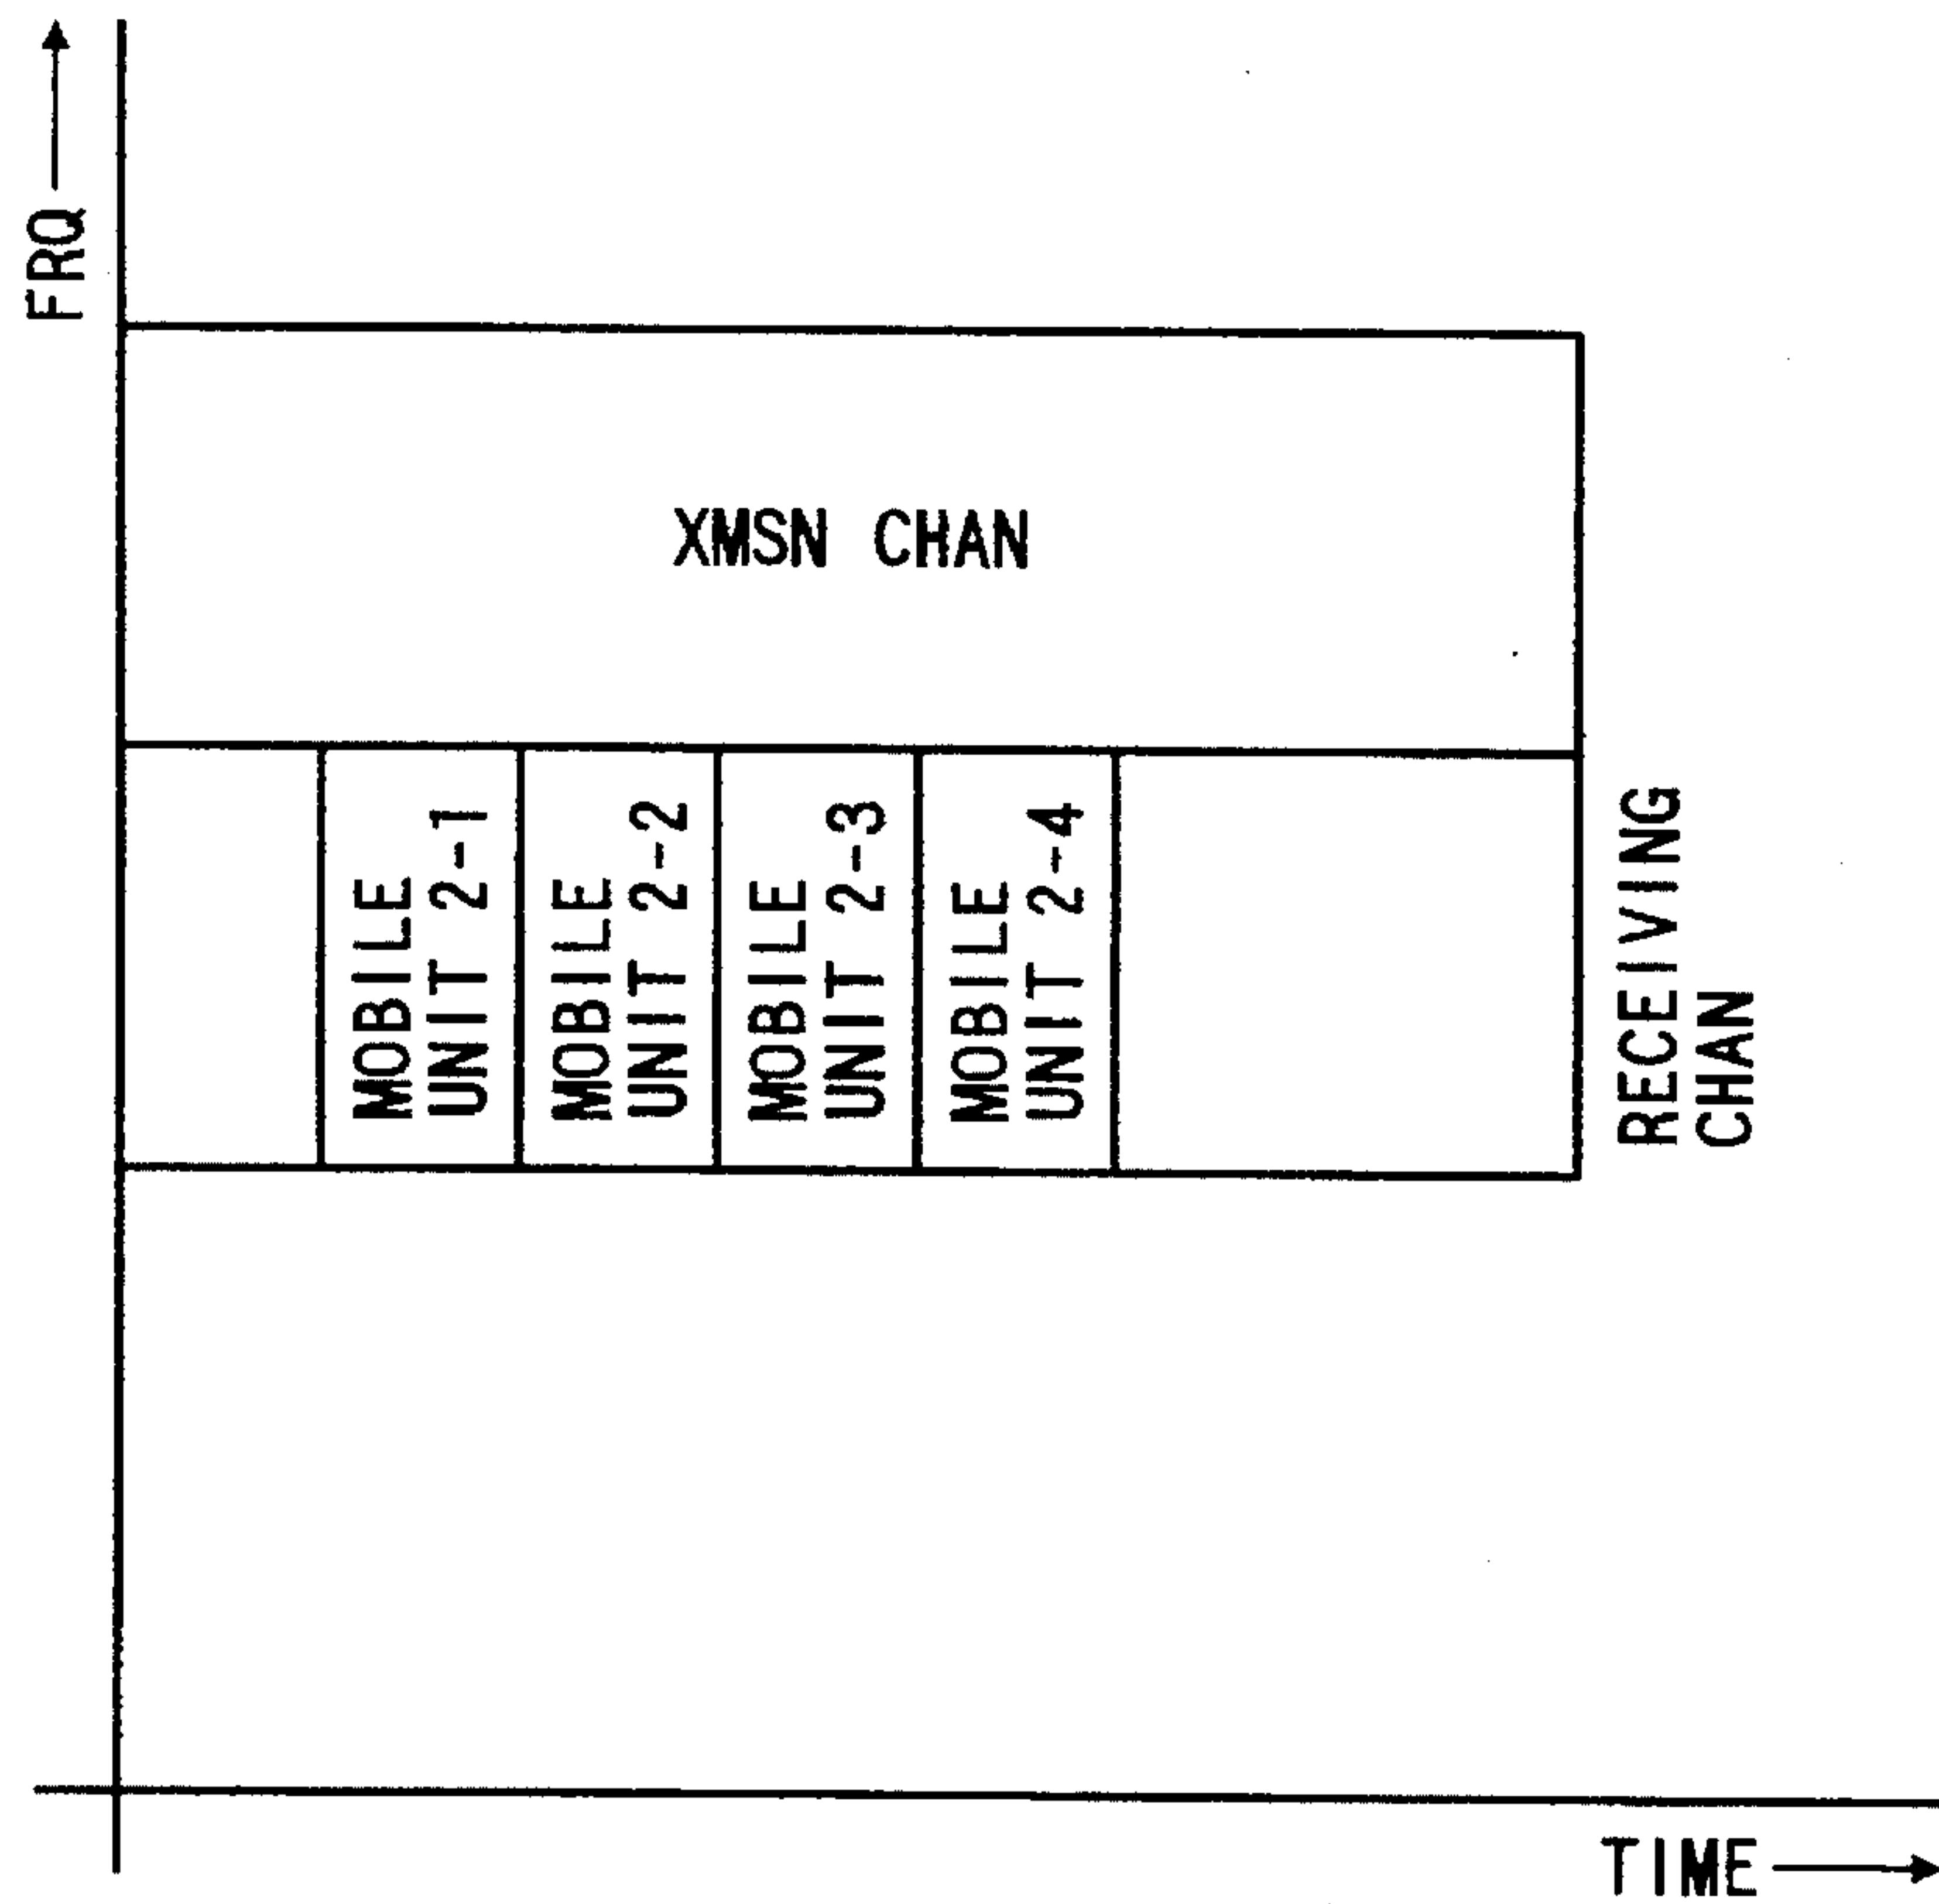 FRQ
XMSN CHAN
MOBILE
UNIT 2-1
MOBILE
UNIT 2-2
MOBILE
UNIT 2-3
MOBILE
UNIT 2-4
RECEIVING
CHAN
TIME